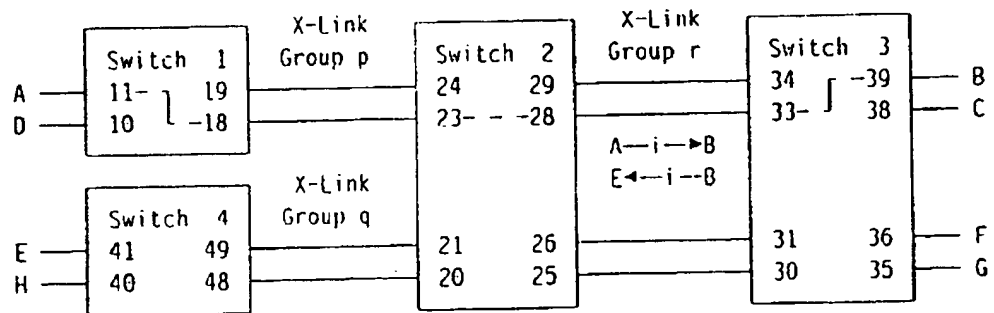 X-Link
Group p
X-Link
Group r
Switch 1
Switch 2
Switch 3
A
11- 19
24 29
34 -39
B
D
10 -18
23- - -28
33- 38
C
A—i—►B
E◄—i--B
X-Link
Group q
Switch 4
E
41 49
21 26
31 36
F
H
40 48
20 25
30 35
G